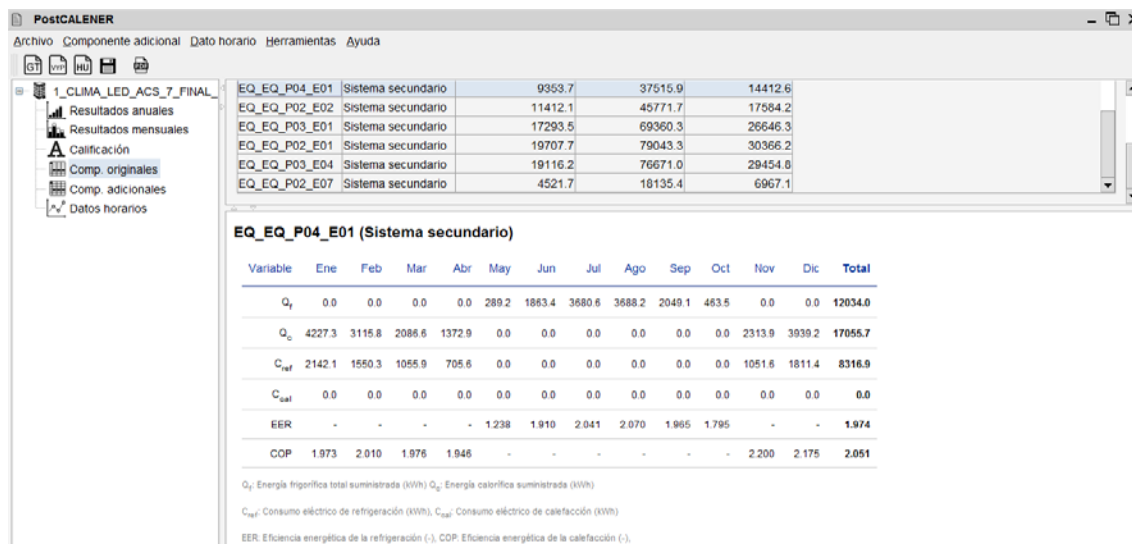 PostCALENER
Archivo Componente adicional Dato horario Herramientas Ayuda
GT VYP HU PDF
1_CLIMA_LED_ACS_7_FINAL_
Resultados anuales
Resultados mensuales
A Calificación
Comp. originales
Comp. adicionales
Datos horarios
EQ_EQ_P04_E01 Sistema secundario 9353.7 37515.9 14412.6
EQ_EQ_P02_E02 Sistema secundario 11412.1 45771.7 17584.2
EQ_EQ_P03_E01 Sistema secundario 17293.5 69360.3 26646.3
EQ_EQ_P02_E01 Sistema secundario 19707.7 79043.3 30366.2
EQ_EQ_P03_E04 Sistema secundario 19116.2 76671.0 29454.8
EQ_EQ_P02_E07 Sistema secundario 4521.7 18135.4 6967.1
EQ_EQ_P04_E01 (Sistema secundario)
Variable Ene Feb Mar Abr May Jun Jul Ago Sep Oct Nov Dic Total
Qf 0.0 0.0 0.0 0.0 289.2 1863.4 3680.6 3688.2 2049.1 463.5 0.0 0.0 12034.0
Qc 4227.3 3115.8 2086.6 1372.9 0.0 0.0 0.0 0.0 0.0 0.0 2313.9 3939.2 17055.7
Cref 2142.1 1550.3 1055.9 705.6 0.0 0.0 0.0 0.0 0.0 0.0 1051.6 1811.4 8316.9
Ccal 0.0 0.0 0.0 0.0 0.0 0.0 0.0 0.0 0.0 0.0 0.0 0.0 0.0
EER - - - - 1.238 1.910 2.041 2.070 1.965 1.795 - - 1.974
COP 1.973 2.010 1.976 1.946 - - - - - - 2.200 2.175 2.051
Qf: Energía frigorífica total suministrada (kWh) Qc: Energía calorífica suministrada (kWh)
Cref: Consumo eléctrico de refrigeración (kWh), Ccal: Consumo eléctrico de calefacción (kWh)
EER: Eficiencia energética de la refrigeración (-), COP: Eficiencia energética de la calefacción (-),